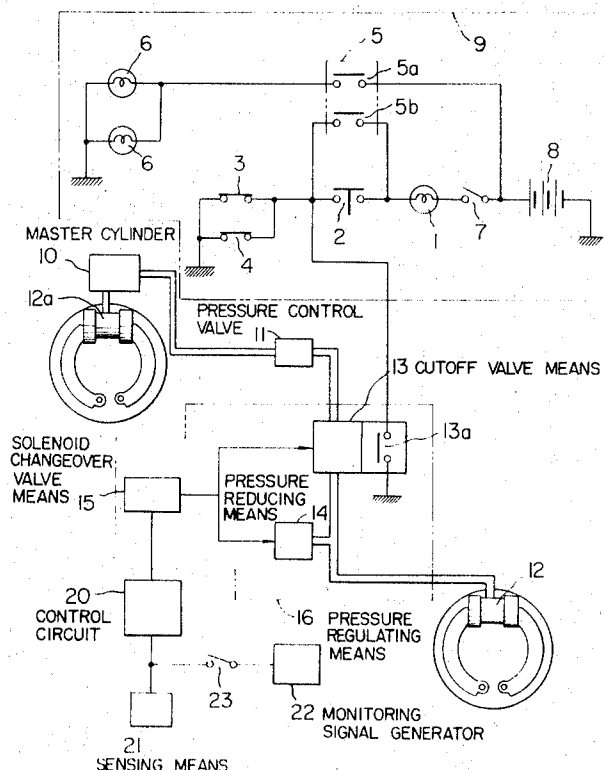 9
5
6
5a
5b
6
8
3
2
1
7
4
MASTER CYLINDER
10
12a
PRESSURE CONTROL
VALVE
11
13 CUTOFF VALVE MEANS
13a
SOLENOID
CHANGEOVER
VALVE
MEANS
15
PRESSURE
REDUCING
MEANS
14
12
20
CONTROL
CIRCUIT
16
PRESSURE
REGULATING
MEANS
23
22 MONITORING
SIGNAL GENERATOR
21
SENSING MEANS